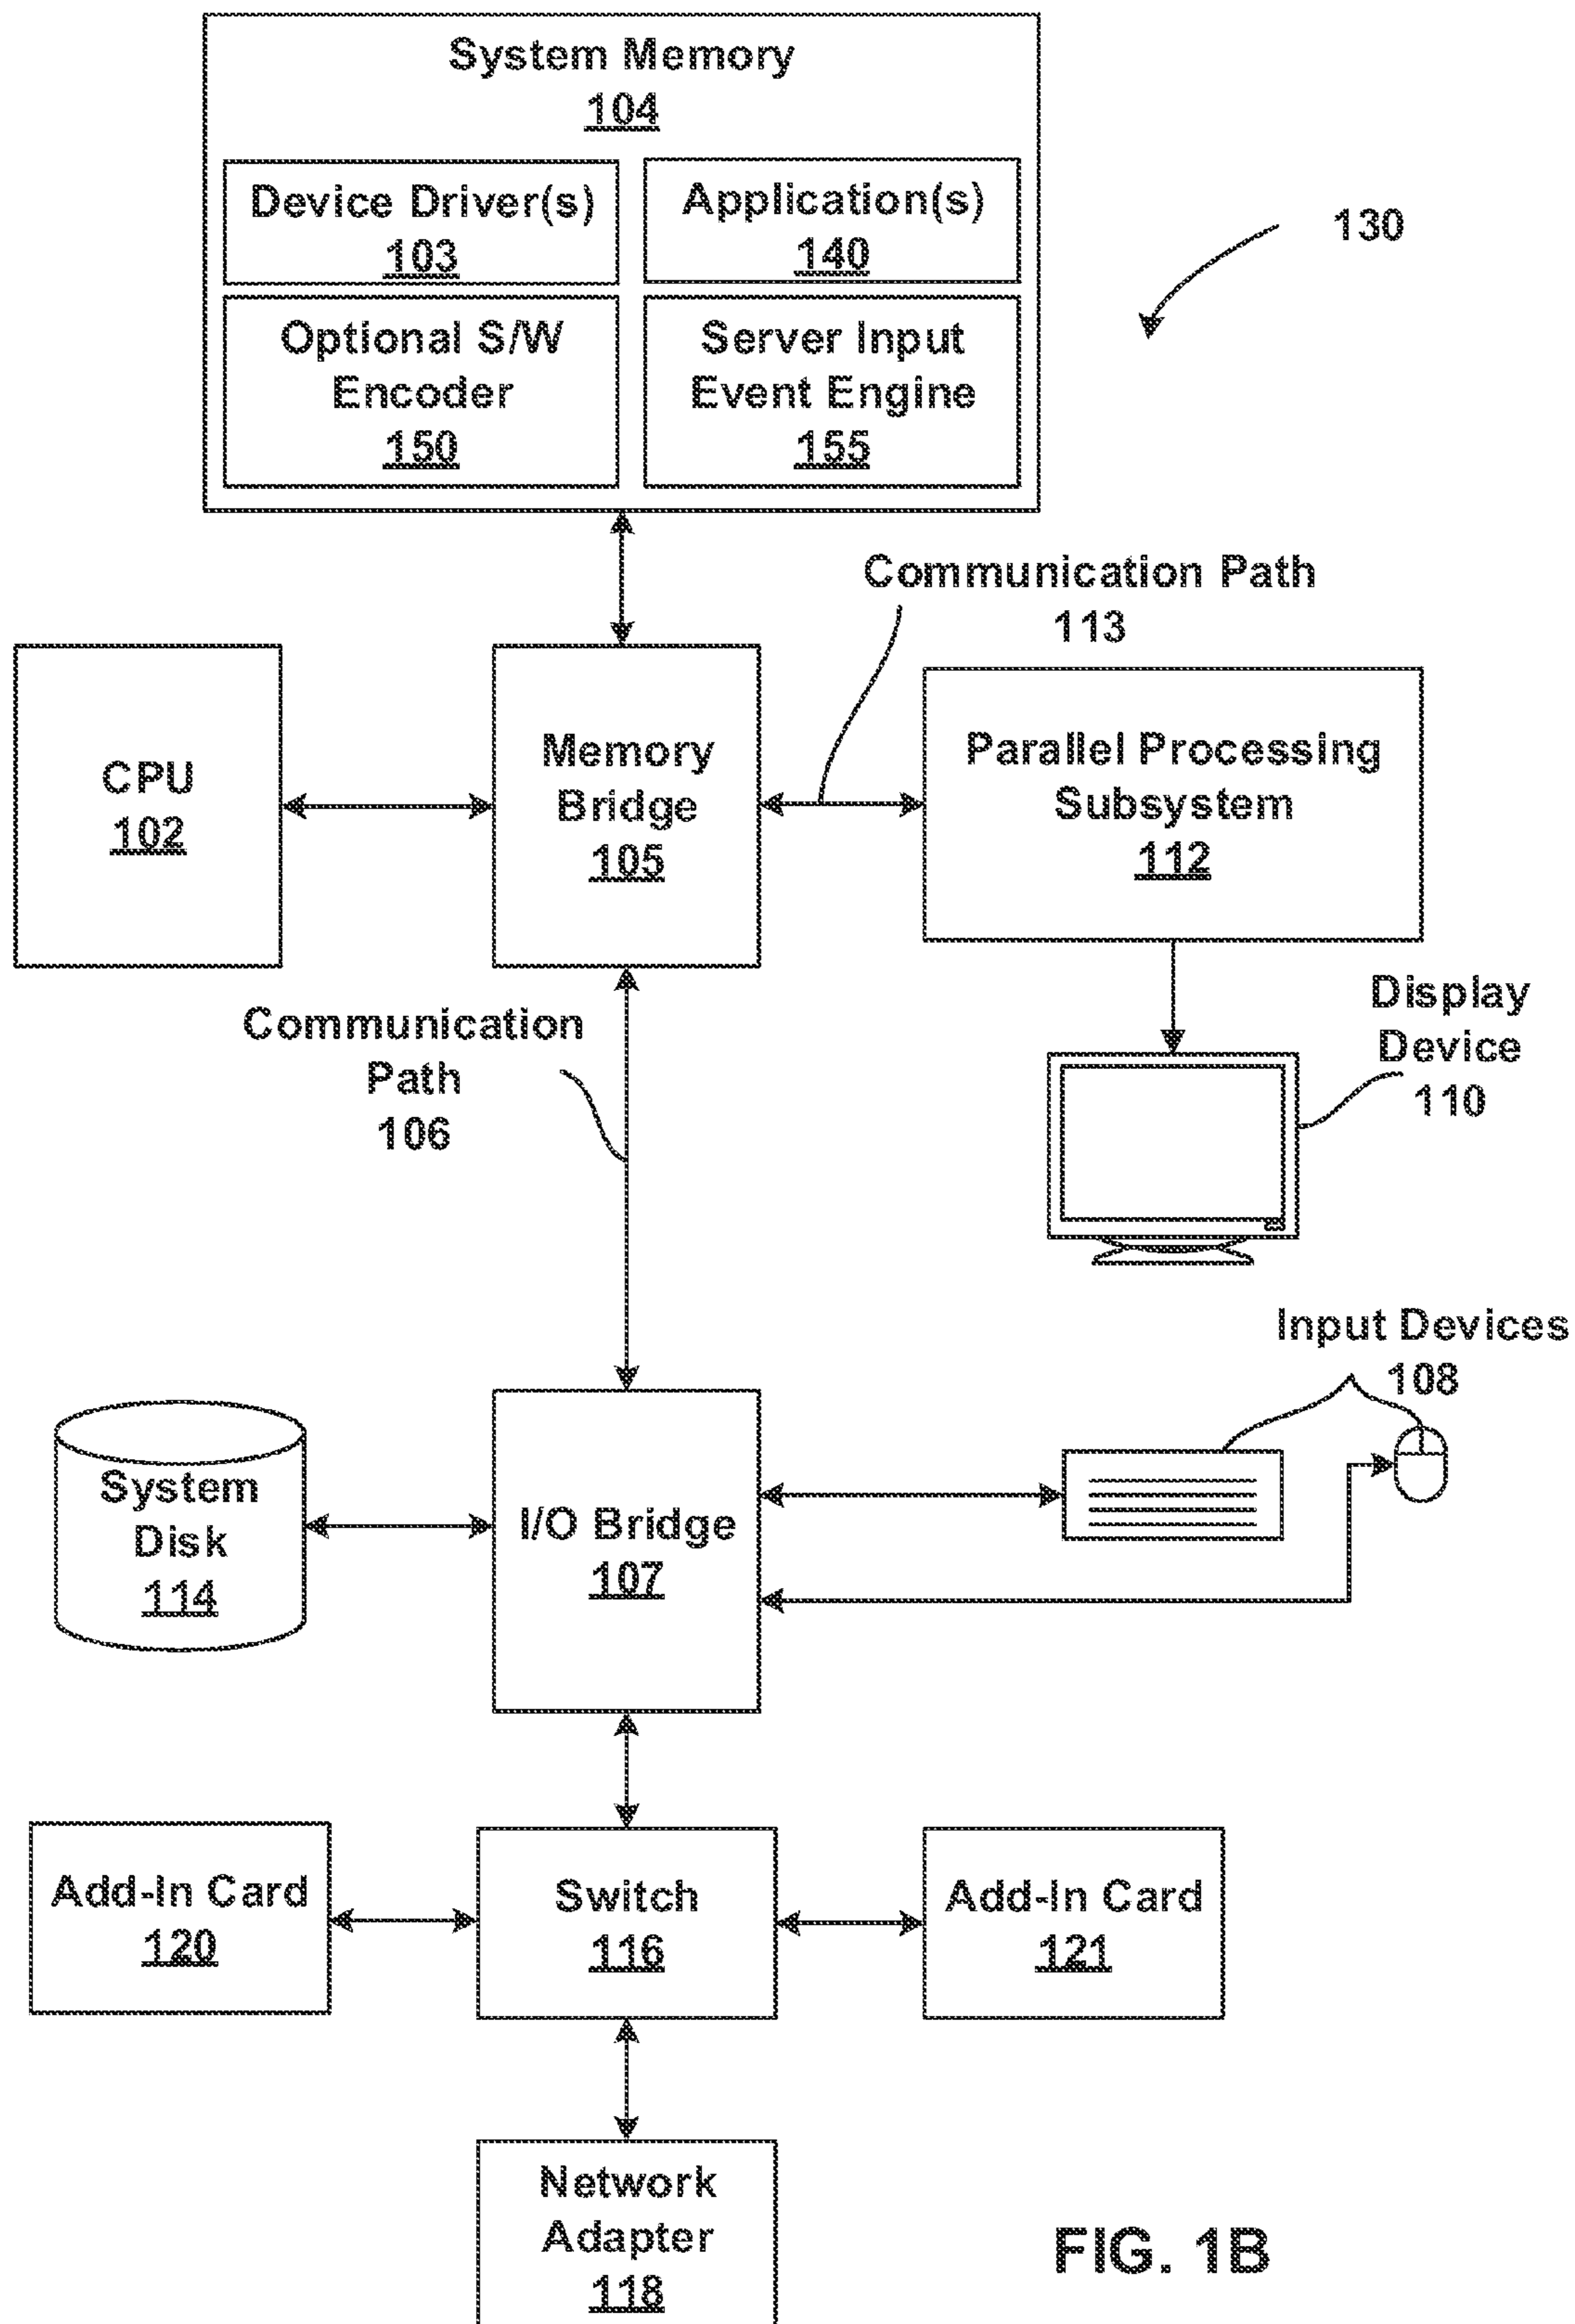 System Memory
104
Device Driver(s)
103
Application(s)
140
130
Optional S/W
Encoder
150
Server Input
Event Engine
155
Communication Path
113
CPU
102
Memory
Bridge
105
Parallel Processing
Subsystem
112
Communication
Path
106
Display
Device
110
Input Devices
108
System
Disk
114
I/O Bridge
107
Add-In Card
120
Switch
116
Add-In Card
121
Network
Adapter
118
FIG. 1B